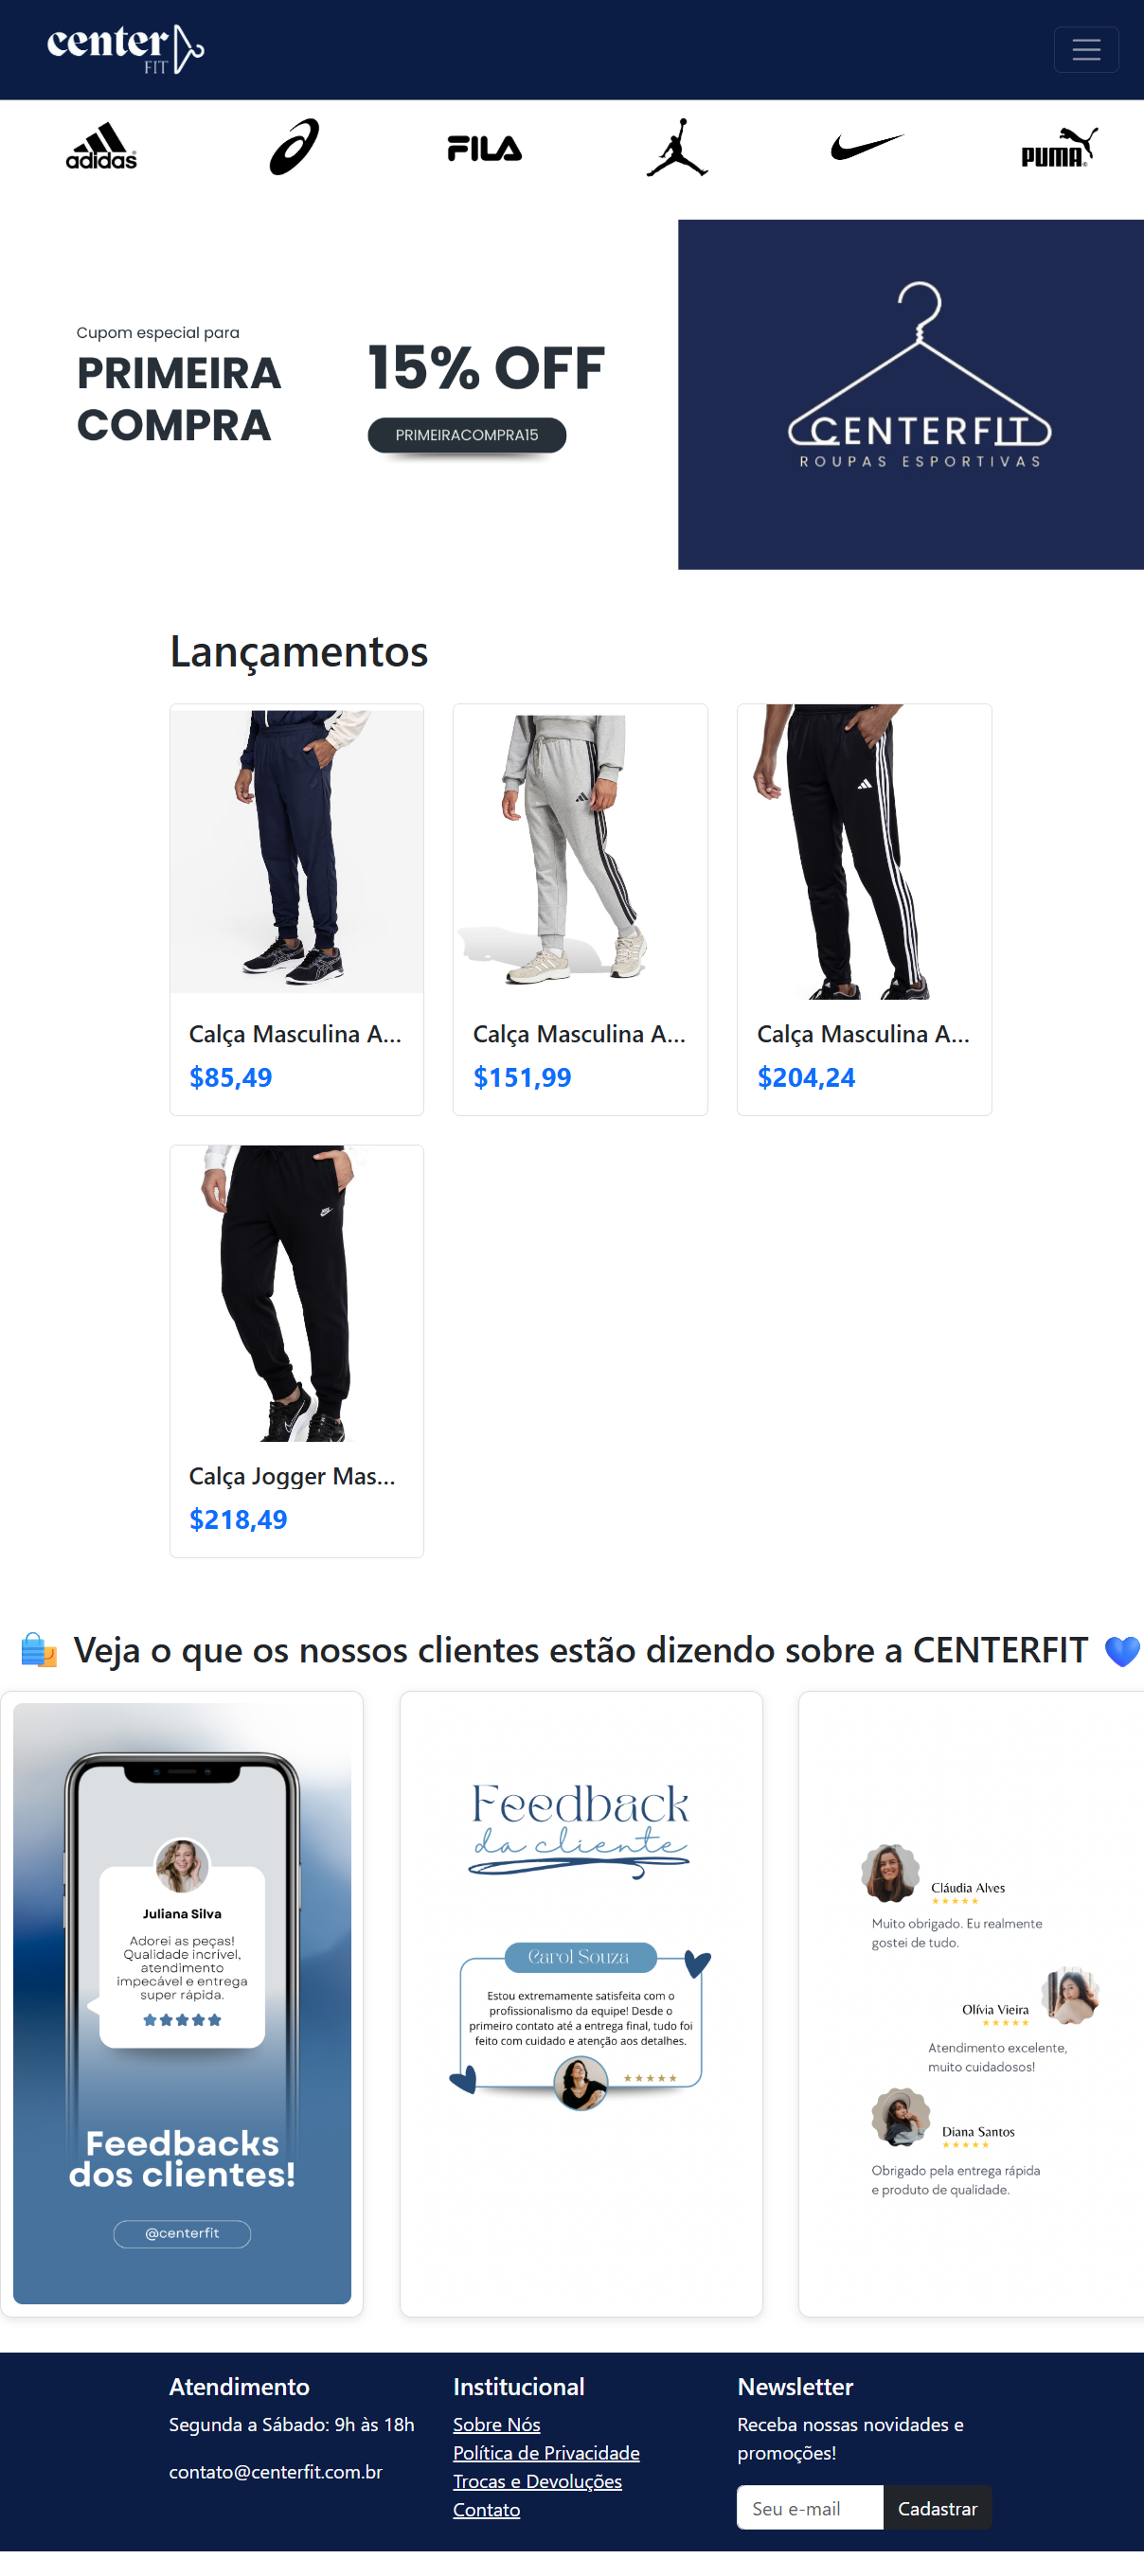 center
FIT
adidas
FILA
PUMA
Cupom especial para
PRIMEIRA
COMPRA
15% OFF
PRIMEIRACOMPRA15
CENTERFIT
ROUPAS ESPORTIVAS
Lançamentos
Calça Masculina A...
$85,49
Calça Masculina A...
$151,99
Calça Masculina A...
$204,24
Calça Jogger Mas...
$218,49
Veja o que os nossos clientes estão dizendo sobre a CENTERFIT
Juliana Silva
Adorei as peças!
Qualidade incrível,
atendimento
impecável e entrega
super rápida.
Feedbacks
dos clientes!
@centerfit
Feedback
da cliente
Carol Souza
Estou extremamente satisfeita com o
profissionalismo da equipe! Desde o
primeiro contato até a entrega final, tudo foi
feito com cuidado e atenção aos detalhes.
Cláudia Alves
Muito obrigado. Eu realmente
gostei de tudo.
Olívia Vieira
Atendimento excelente,
muito cuidadosos!
Diana Santos
Obrigado pela entrega rápida
e produto de qualidade.
Atendimento
Segunda a Sábado: 9h às 18h
contato@centerfit.com.br
Institucional
Sobre Nós
Política de Privacidade
Trocas e Devoluções
Contato
Newsletter
Receba nossas novidades e
promoções!
Seu e-mail
Cadastrar